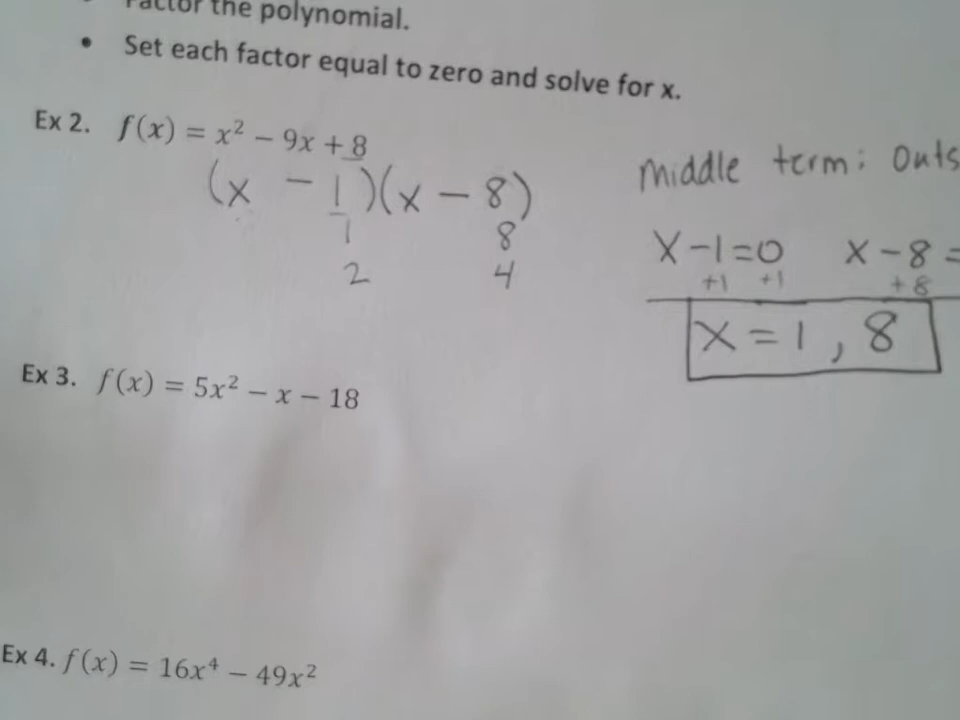 Factor the polynomial.
• Set each factor equal to zero and solve for x.
Ex 2. f(x) = x² − 9x + 8
(x − 1)(x − 8)
1 8
2 4
Middle term: Outs
x − 1 = 0 x − 8 =
+1 +1 + 8
x = 1, 8
Ex 3. f(x) = 5x² − x − 18
Ex 4. f(x) = 16x⁴ − 49x²